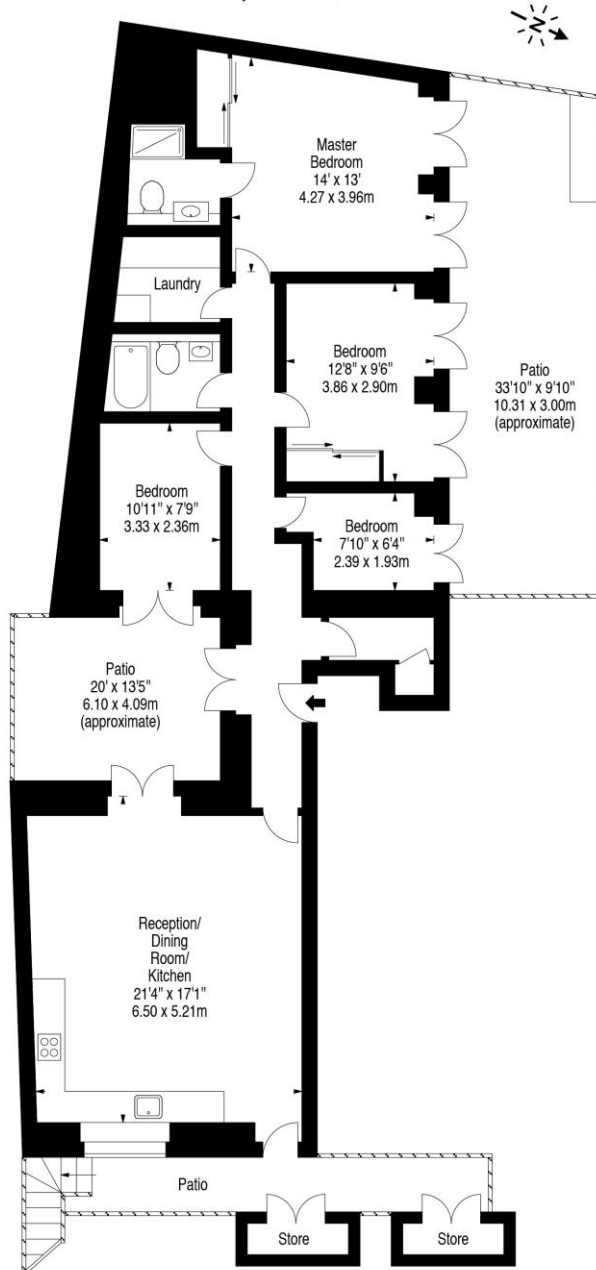 N
Master
Bedroom
14' x 13'
4.27 x 3.96m
Laundry
Bedroom
12'8" x 9'6"
3.86 x 2.90m
Patio
33'10" x 9'10"
10.31 x 3.00m
(approximate)
Bedroom
10'11" x 7'9"
3.33 x 2.36m
Bedroom
7'10" x 6'4"
2.39 x 1.93m
Patio
20' x 13'5"
6.10 x 4.09m
(approximate)
Reception/
Dining
Room/
Kitchen
21'4" x 17'1"
6.50 x 5.21m
Patio
Store
Store